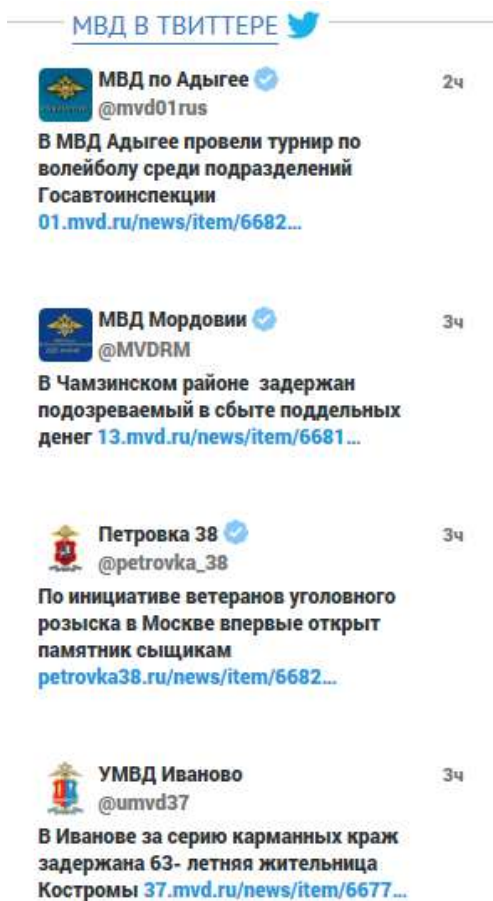 МВД В ТВИТТЕРЕ
МВД по Адыгее 2ч
@mvd01rus
В МВД Адыгее провели турнир по
волейболу среди подразделений
Госавтоинспекции
01.mvd.ru/news/item/6682...
МВД Мордовии 3ч
@MVDRM
В Чамзинском районе задержан
подозреваемый в сбыте поддельных
денег 13.mvd.ru/news/item/6681...
Петровка 38 3ч
@petrovka_38
По инициативе ветеранов уголовного
розыска в Москве впервые открыт
памятник сыщикам
petrovka38.ru/news/item/6682...
УМВД Иваново 3ч
@umvd37
В Иванове за серию карманных краж
задержана 63- летняя жительница
Костромы 37.mvd.ru/news/item/6677...